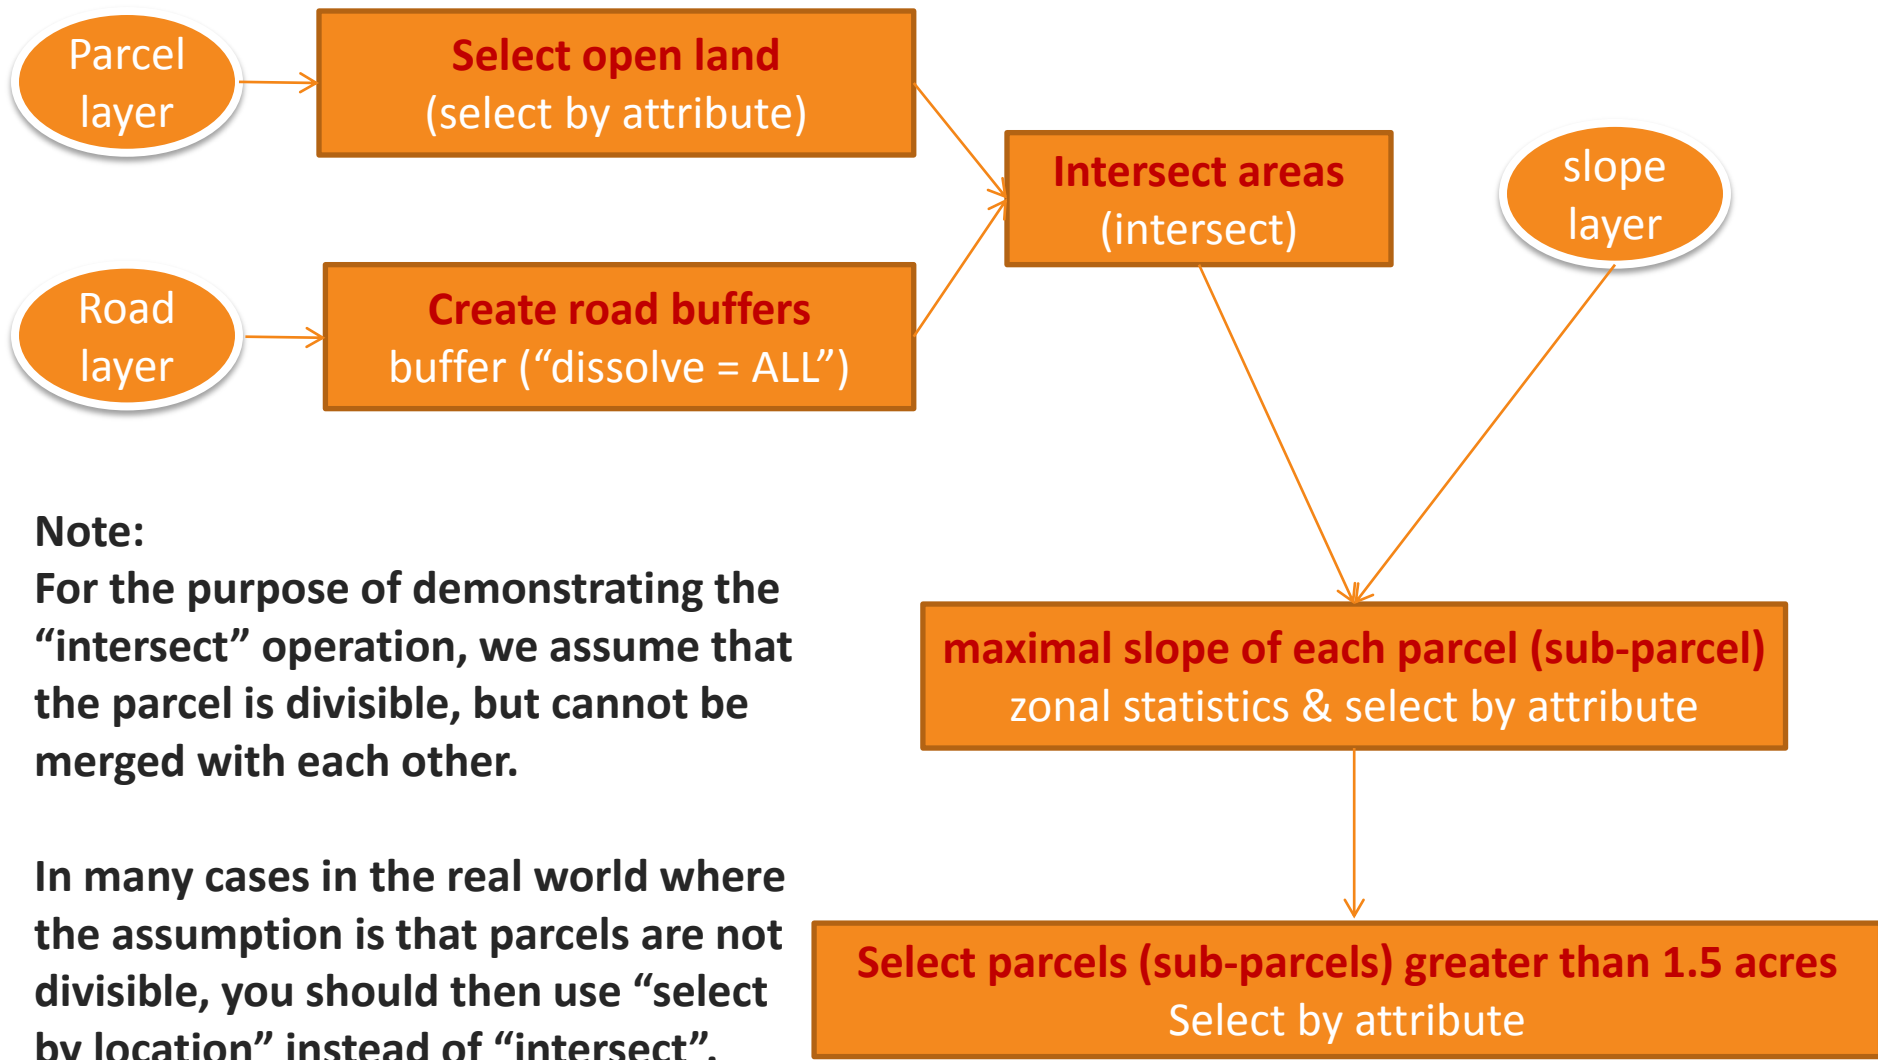 Parcel
layer
Select open land
(select by attribute)
Road
layer
Create road buffers
buffer (“dissolve = ALL”)
Intersect areas
(intersect)
slope
layer
maximal slope of each parcel (sub-parcel)
zonal statistics & select by attribute
Select parcels (sub-parcels) greater than 1.5 acres
Select by attribute
Note:
For the purpose of demonstrating the
“intersect” operation, we assume that
the parcel is divisible, but cannot be
merged with each other.
In many cases in the real world where
the assumption is that parcels are not
divisible, you should then use “select
by location” instead of “intersect”.